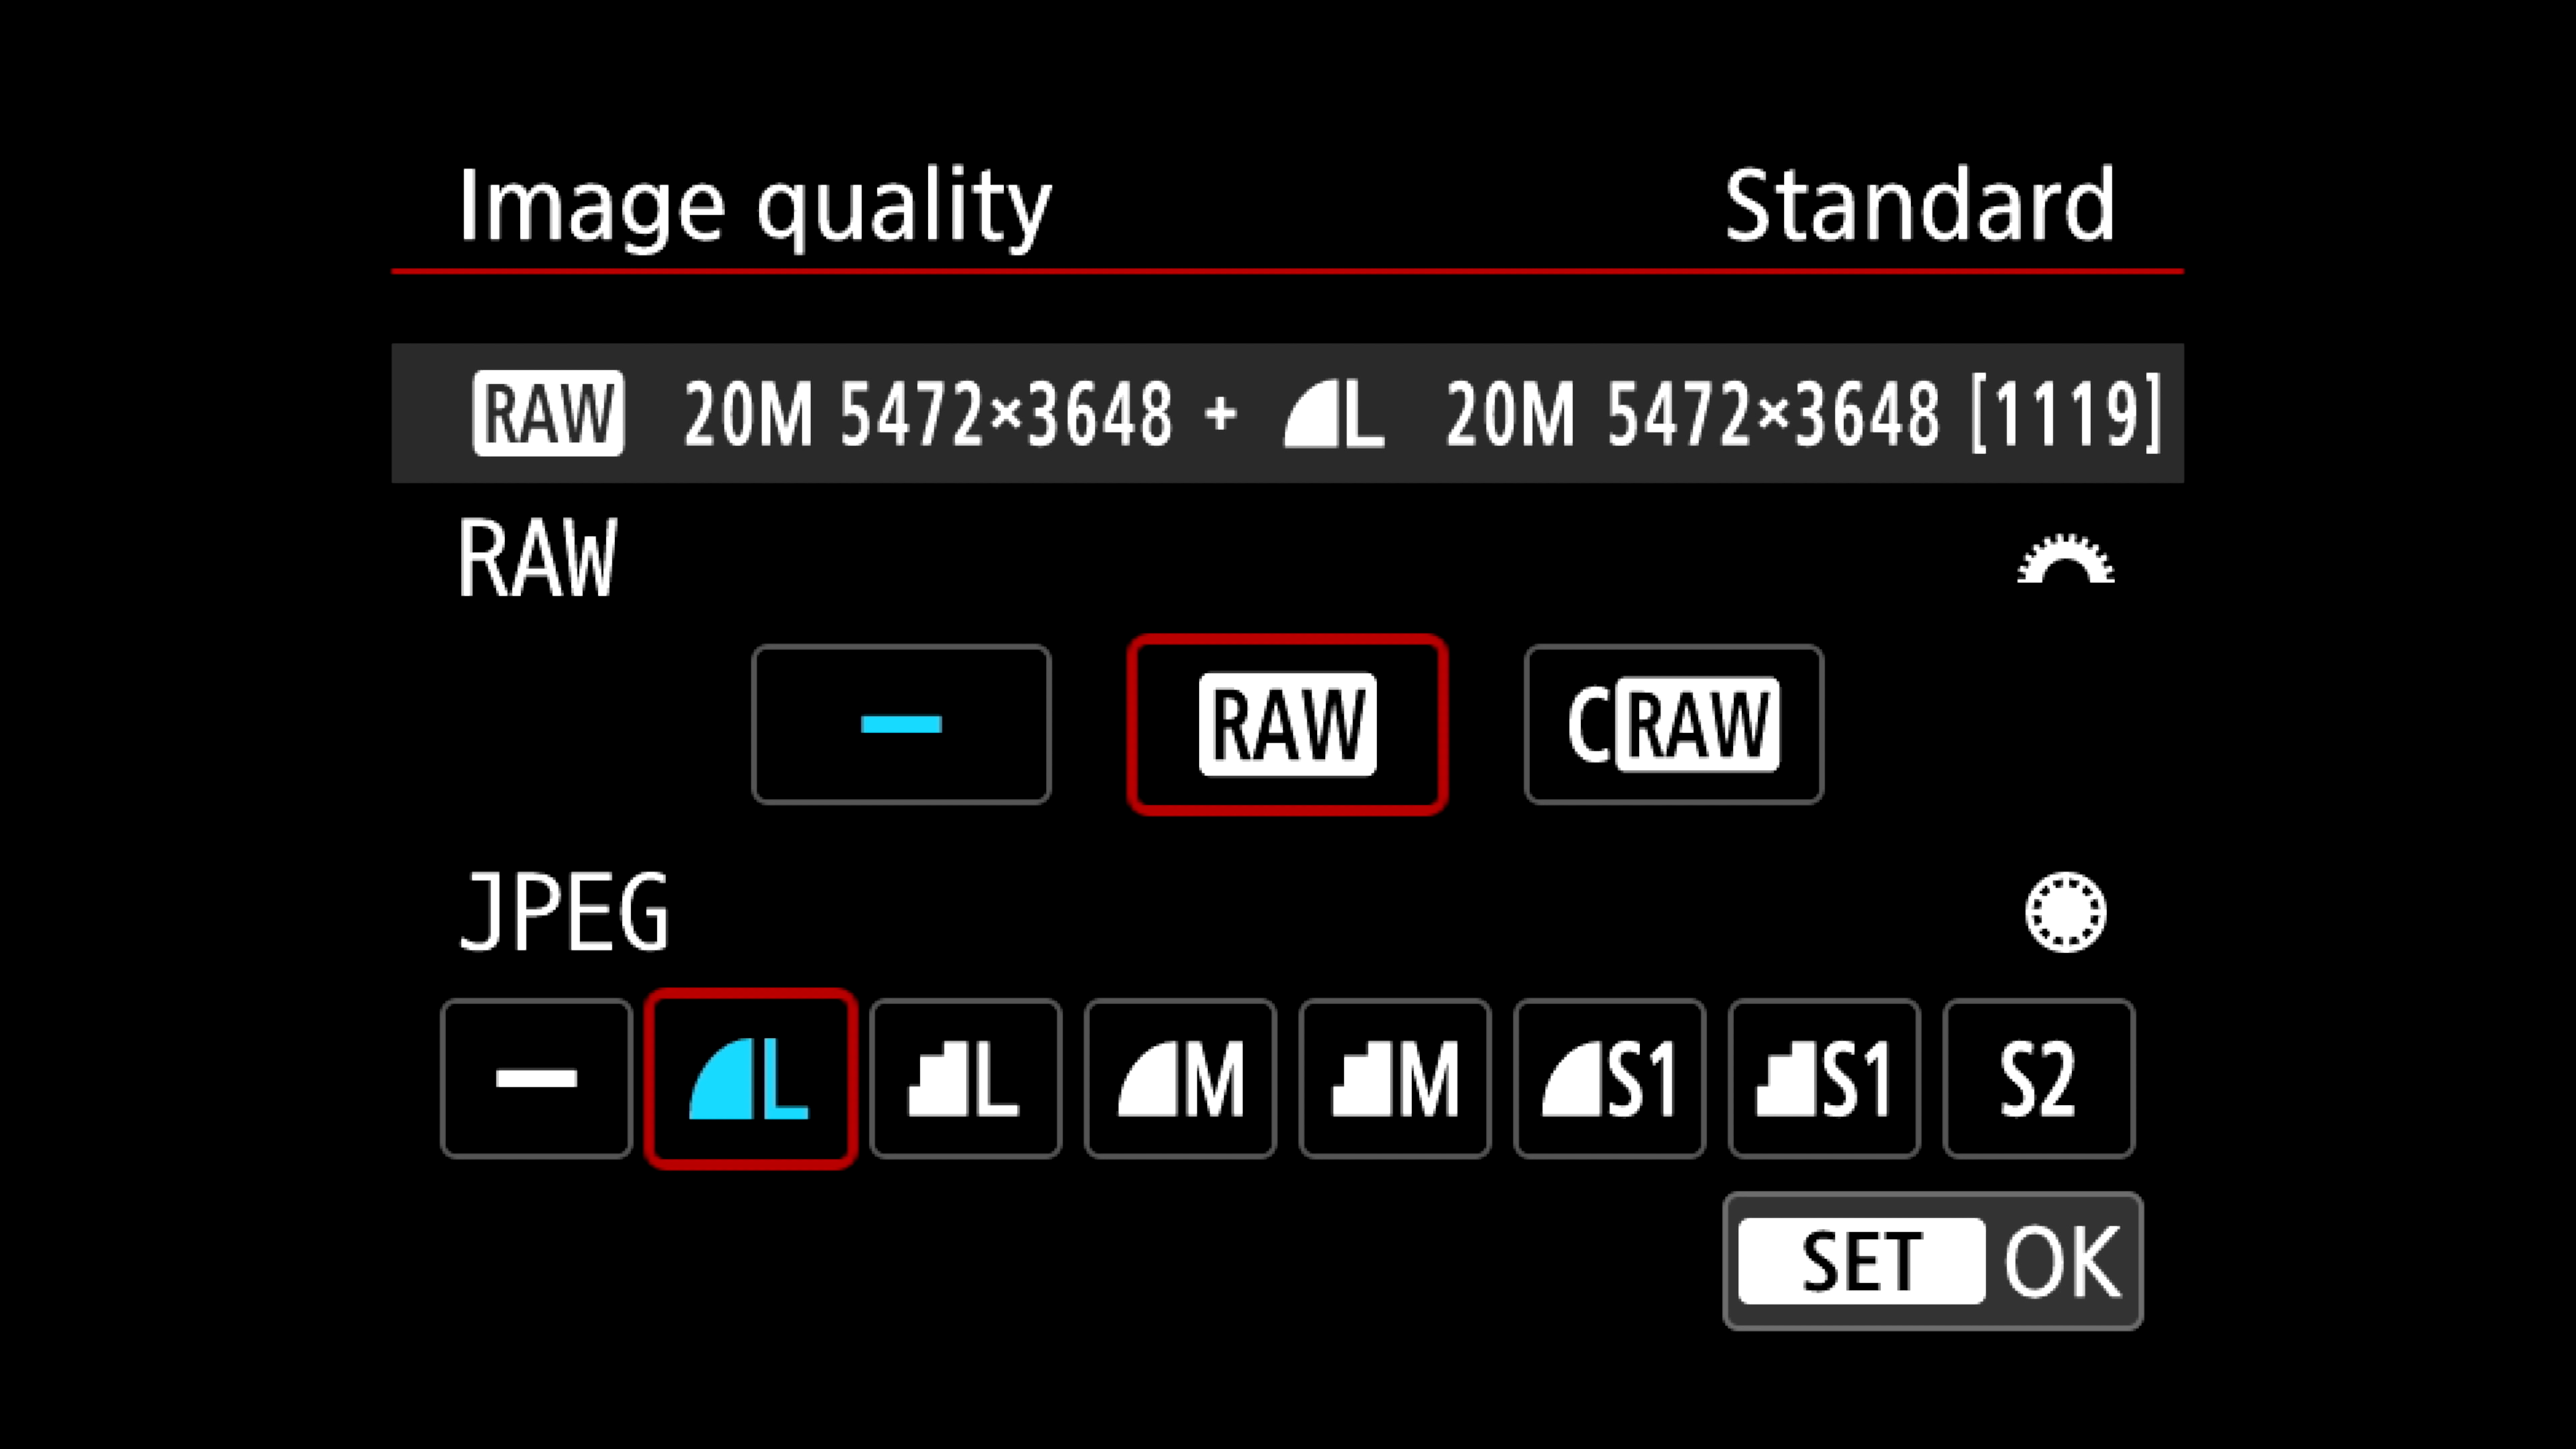 Image quality Standard
RAW 20M 5472×3648 + L 20M 5472×3648 [1119]
RAW
— RAW CRAW
JPEG
— L L M M S1 S1 S2
SET OK